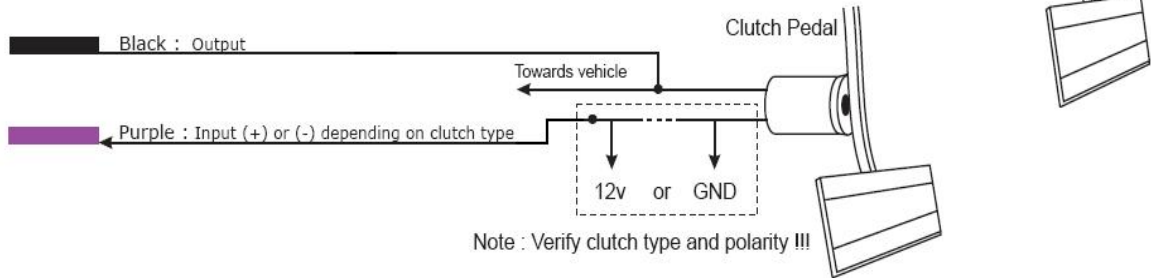 Clutch Pedal
Black : Output
Towards vehicle
Purple : Input (+) or (-) depending on clutch type
12v or GND
Note : Verify clutch type and polarity !!!